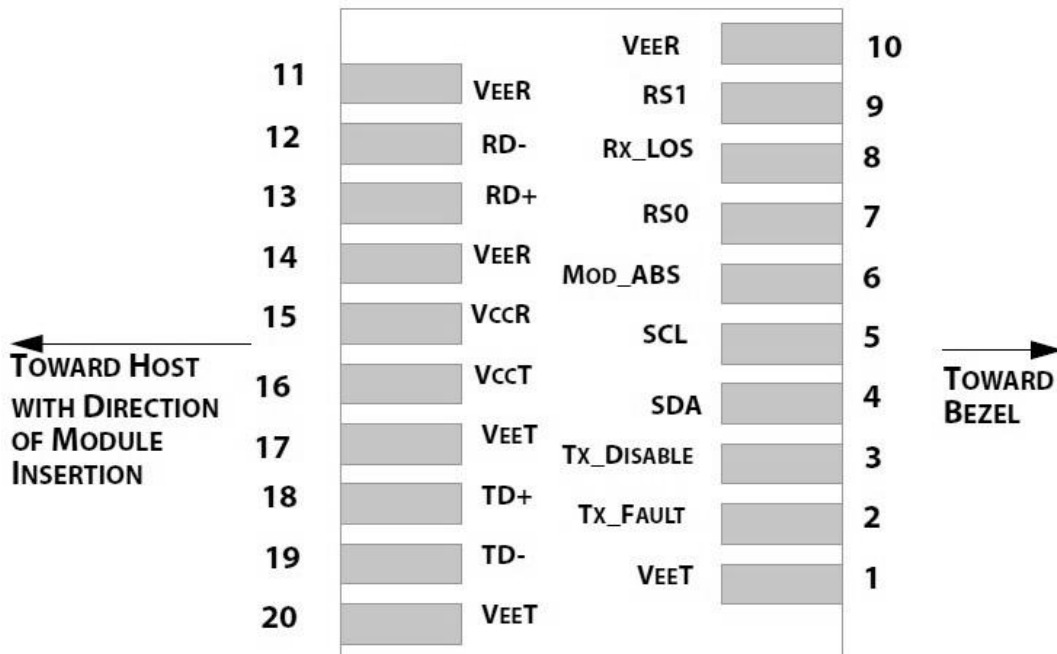 11
VEER
12
RD-
13
RD+
14
VEER
15
VCCR
16
VCCT
17
VEET
18
TD+
19
TD-
20
VEET
VEER
10
RS1
9
RX_LOS
8
RS0
7
MOD_ABS
6
SCL
5
SDA
4
TX_DISABLE
3
TX_FAULT
2
VEET
1
TOWARD HOST
WITH DIRECTION
OF MODULE
INSERTION
TOWARD
BEZEL